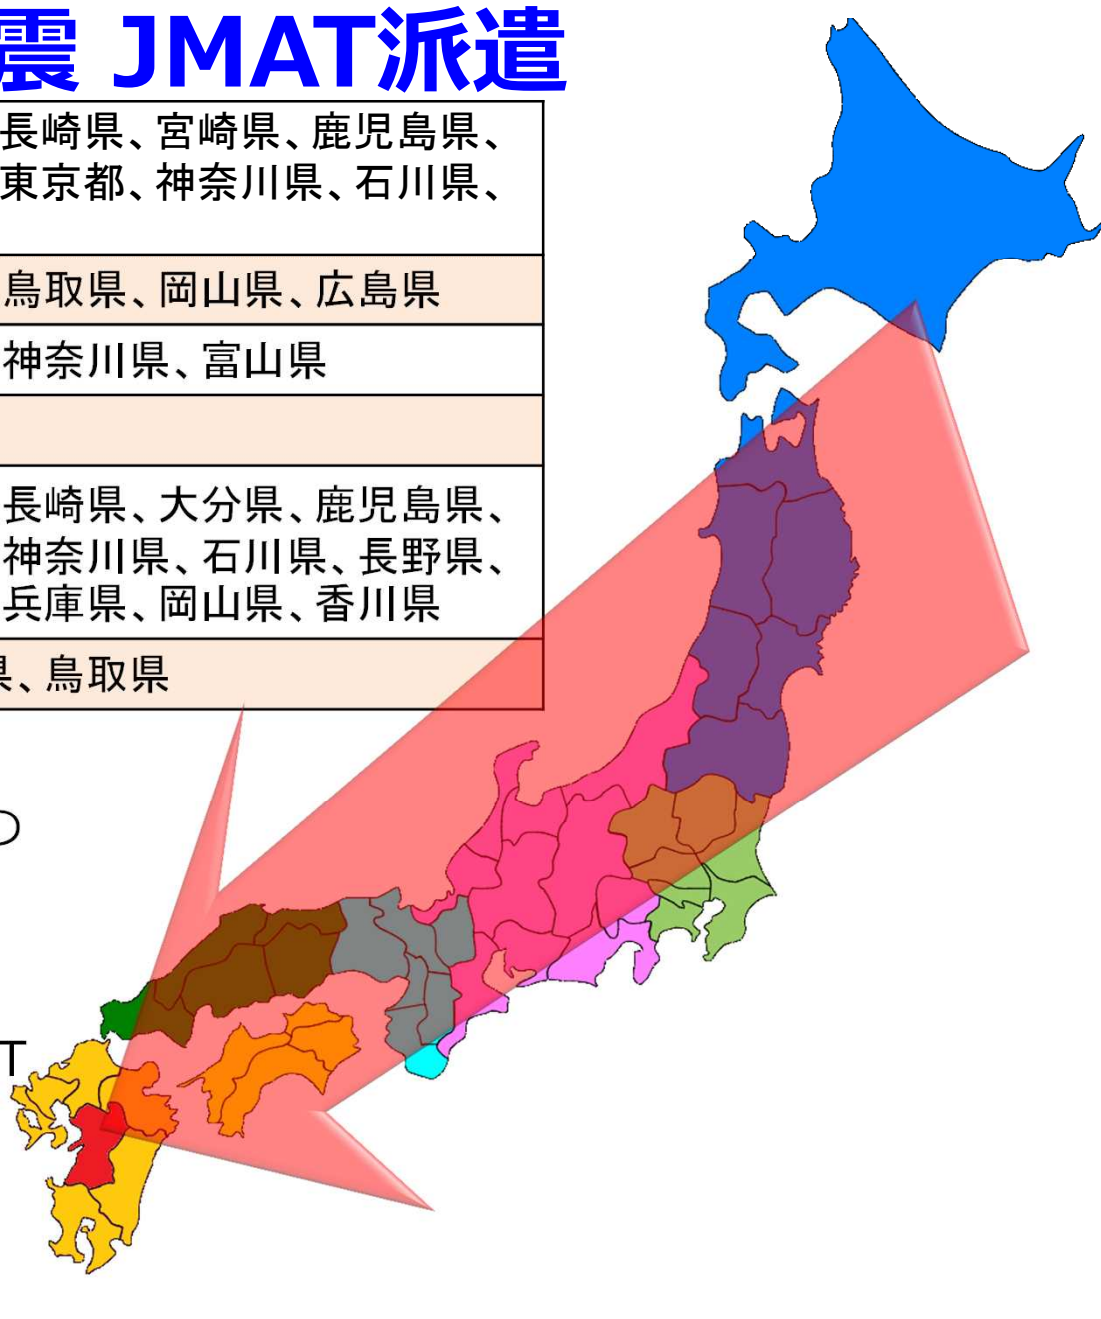 震 JMAT派遣
長崎県、宮崎県、鹿児島県、
東京都、神奈川県、石川県、
鳥取県、岡山県、広島県
神奈川県、富山県
長崎県、大分県、鹿児島県、
神奈川県、石川県、長野県、
兵庫県、岡山県、香川県
県、鳥取県
つ
T